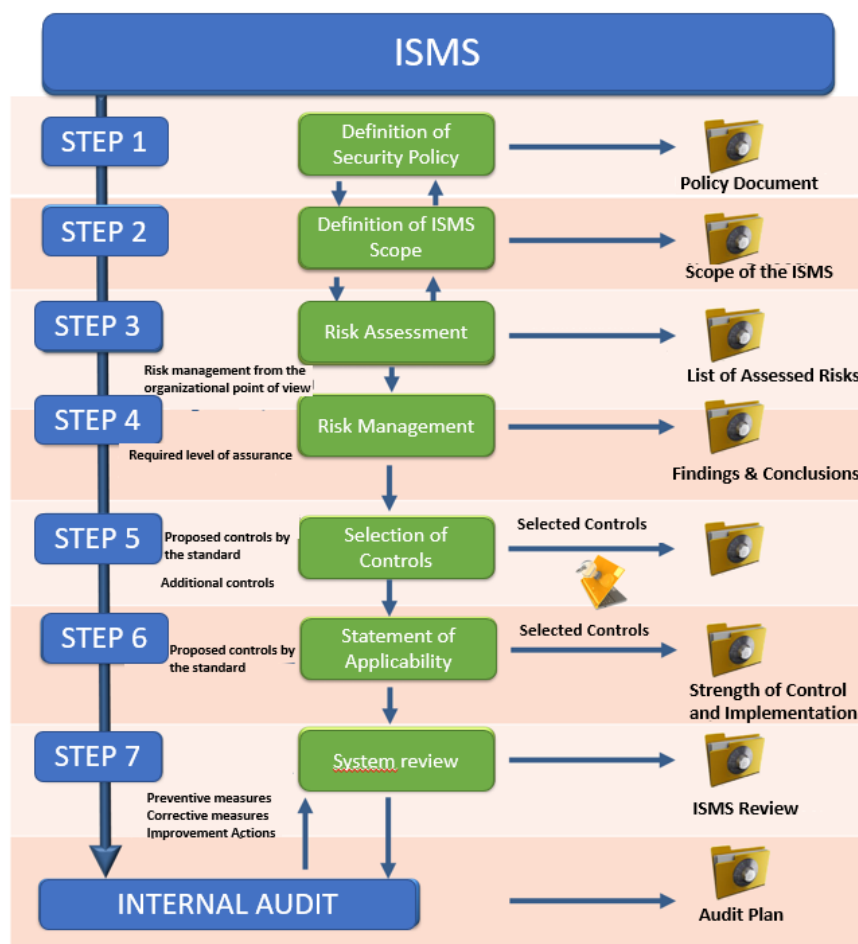 ISMS
STEP 1
Definition of
Security Policy
Policy Document
STEP 2
Definition of ISMS
Scope
Scope of the ISMS
STEP 3
Risk Assessment
List of Assessed Risks
Risk management from the
organizational point of view
STEP 4
Risk Management
Required level of assurance
Findings & Conclusions
STEP 5
Proposed controls by
the standard
Additional controls
Selection of
Controls
Selected Controls
STEP 6
Proposed controls by
the standard
Statement of
Applicability
Selected Controls
Strength of Control
and Implementation
STEP 7
System review
ISMS Review
Preventive measures
Corrective measures
Improvement Actions
INTERNAL AUDIT
Audit Plan